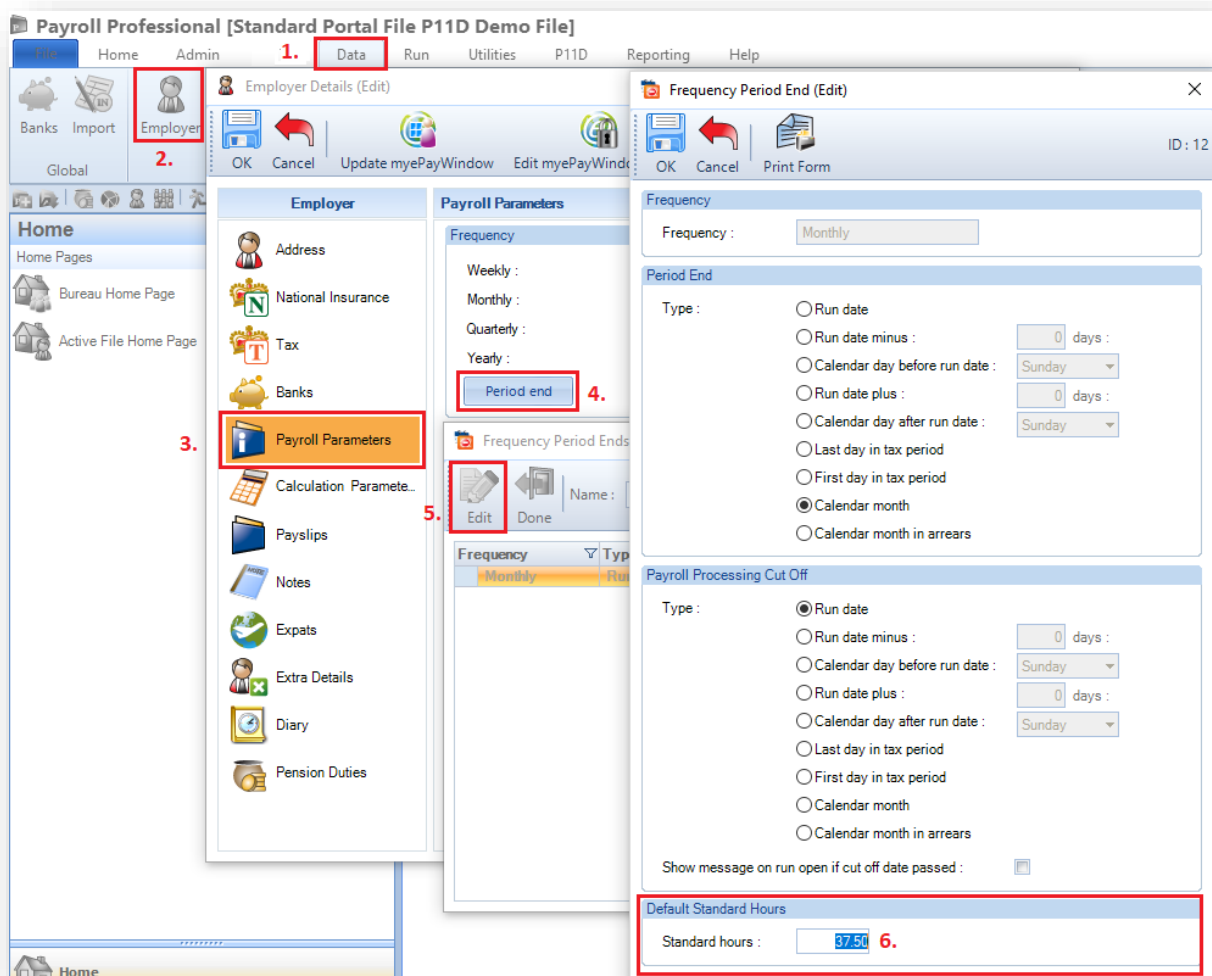 Payroll Professional [Standard Portal File P11D Demo File]
File Home Admin 1. Data Run Utilities P11D Reporting Help
Banks Import Employer
2.
Global
Home
Home Pages
Bureau Home Page
Active File Home Page
Home
Employer Details (Edit)
OK Cancel Update myePayWindow Edit myePayWindo
Employer
Address
National Insurance
Tax
Banks
3. Payroll Parameters
Calculation Paramete...
Payslips
Notes
Expats
Extra Details
Diary
Pension Duties
Payroll Parameters
Frequency
Weekly :
Monthly :
Quarterly :
Yearly :
Period end 4.
Frequency Period Ends
5. Edit Done Name :
Frequency Typ
Monthly Run
Frequency Period End (Edit)
OK Cancel Print Form ID : 12
Frequency
Frequency : Monthly
Period End
Type : Run date
Run date minus : 0 days :
Calendar day before run date : Sunday
Run date plus : 0 days :
Calendar day after run date : Sunday
Last day in tax period
First day in tax period
Calendar month
Calendar month in arrears
Payroll Processing Cut Off
Type : Run date
Run date minus : 0 days :
Calendar day before run date : Sunday
Run date plus : 0 days :
Calendar day after run date : Sunday
Last day in tax period
First day in tax period
Calendar month
Calendar month in arrears
Show message on run open if cut off date passed :
Default Standard Hours
Standard hours : 37.50 6.